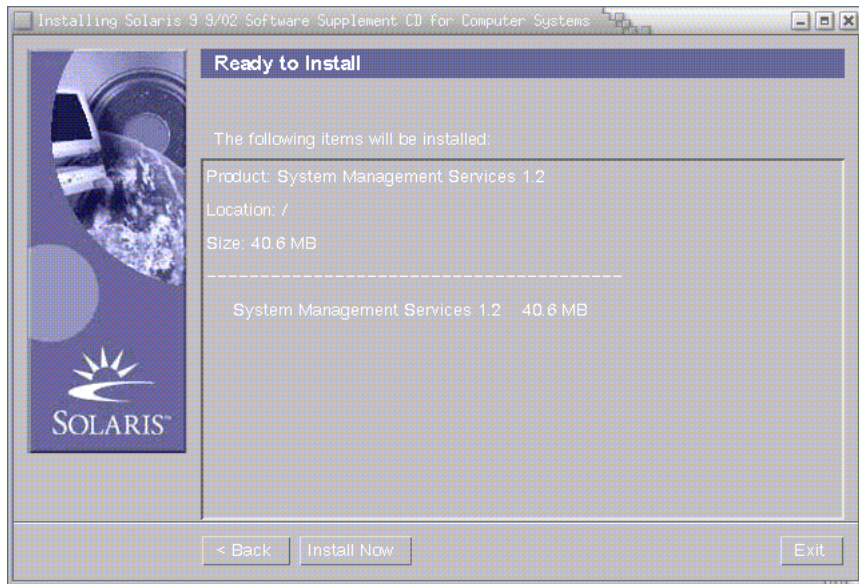 Installing Solaris 9 9/02 Software Supplement CD for Computer Systems
Ready to Install
The following items will be installed:
Product: System Management Services 1.2
Location: /
Size: 40.6 MB
---------------------------------------
System Management Services 1.2 40.6 MB
SOLARIS™
< Back
Install Now
Exit